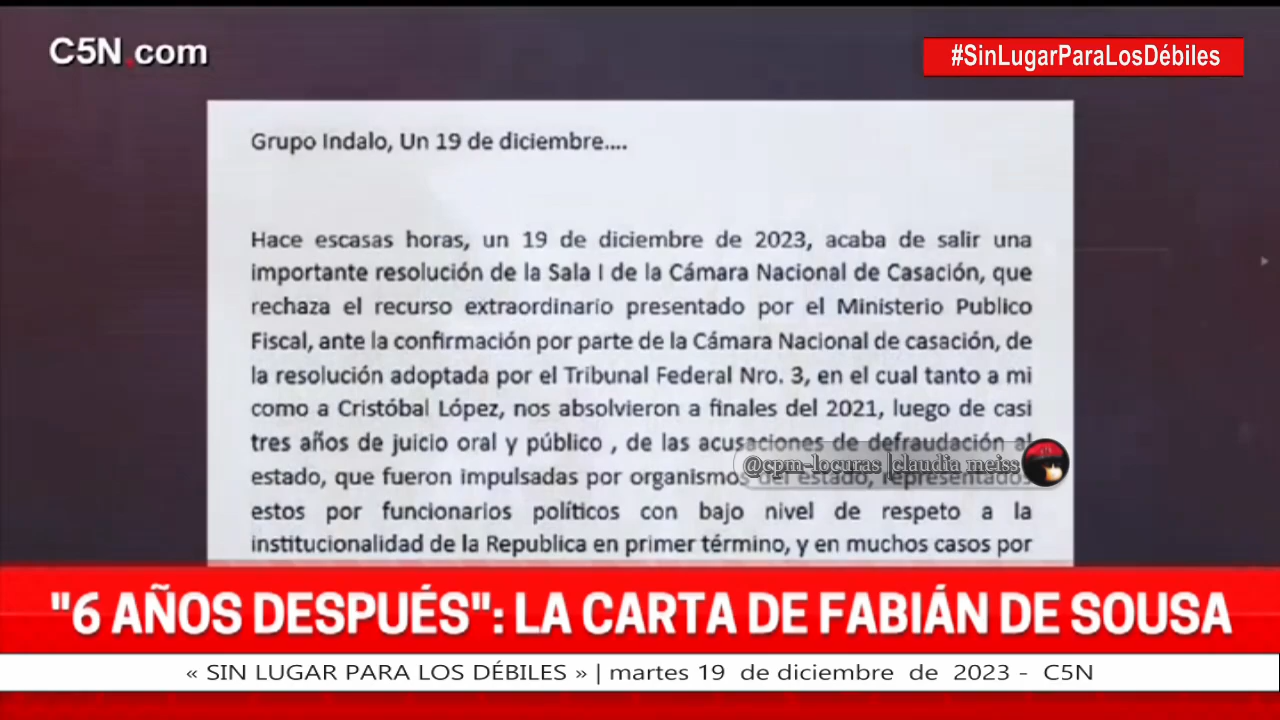 C5N.com
#SinLugarParaLosDébiles
Grupo Indalo, Un 19 de diciembre....
Hace escasas horas, un 19 de diciembre de 2023, acaba de salir una
importante resolución de la Sala I de la Cámara Nacional de Casación, que
rechaza el recurso extraordinario presentado por el Ministerio Publico
Fiscal, ante la confirmación por parte de la Cámara Nacional de casación, de
la resolución adoptada por el Tribunal Federal Nro. 3, en el cual tanto a mi
como a Cristóbal López, nos absolvieron a finales del 2021, luego de casi
tres años de juicio oral y público , de las acusaciones de defraudación al
@cpm-locuras |claudia meiss
estado, que fueron impulsadas por organismos del estado, representados
estos por funcionarios políticos con bajo nivel de respeto a la
institucionalidad de la Republica en primer término, y en muchos casos por
"6 AÑOS DESPUÉS": LA CARTA DE FABIÁN DE SOUSA
« SIN LUGAR PARA LOS DÉBILES » | martes 19 de diciembre de 2023 - C5N